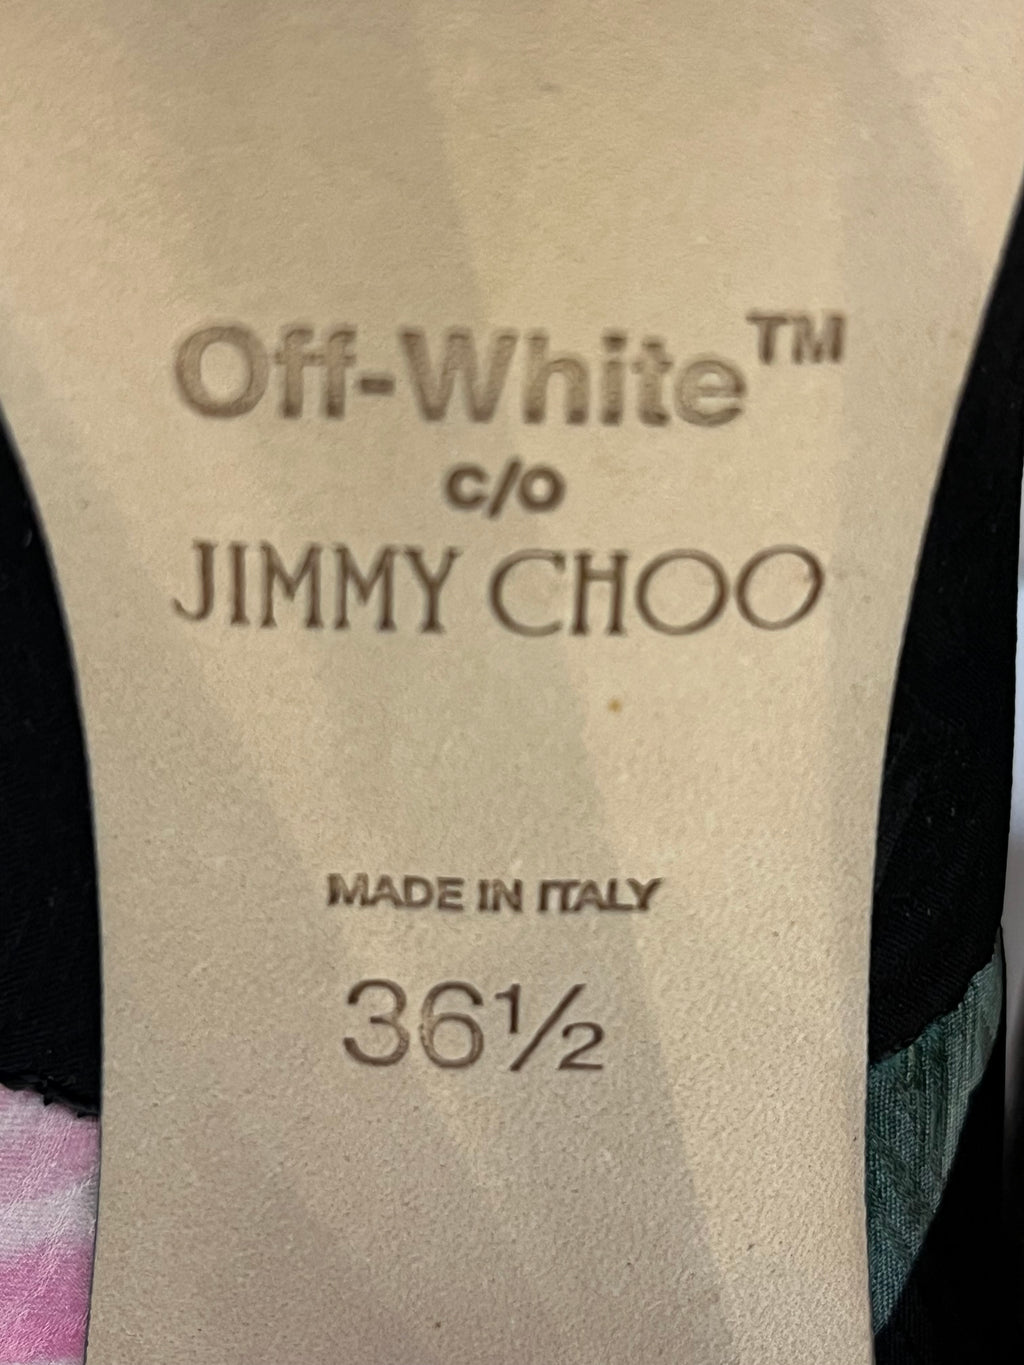 Off-White™
c/o
JIMMY CHOO
MADE IN ITALY
36½